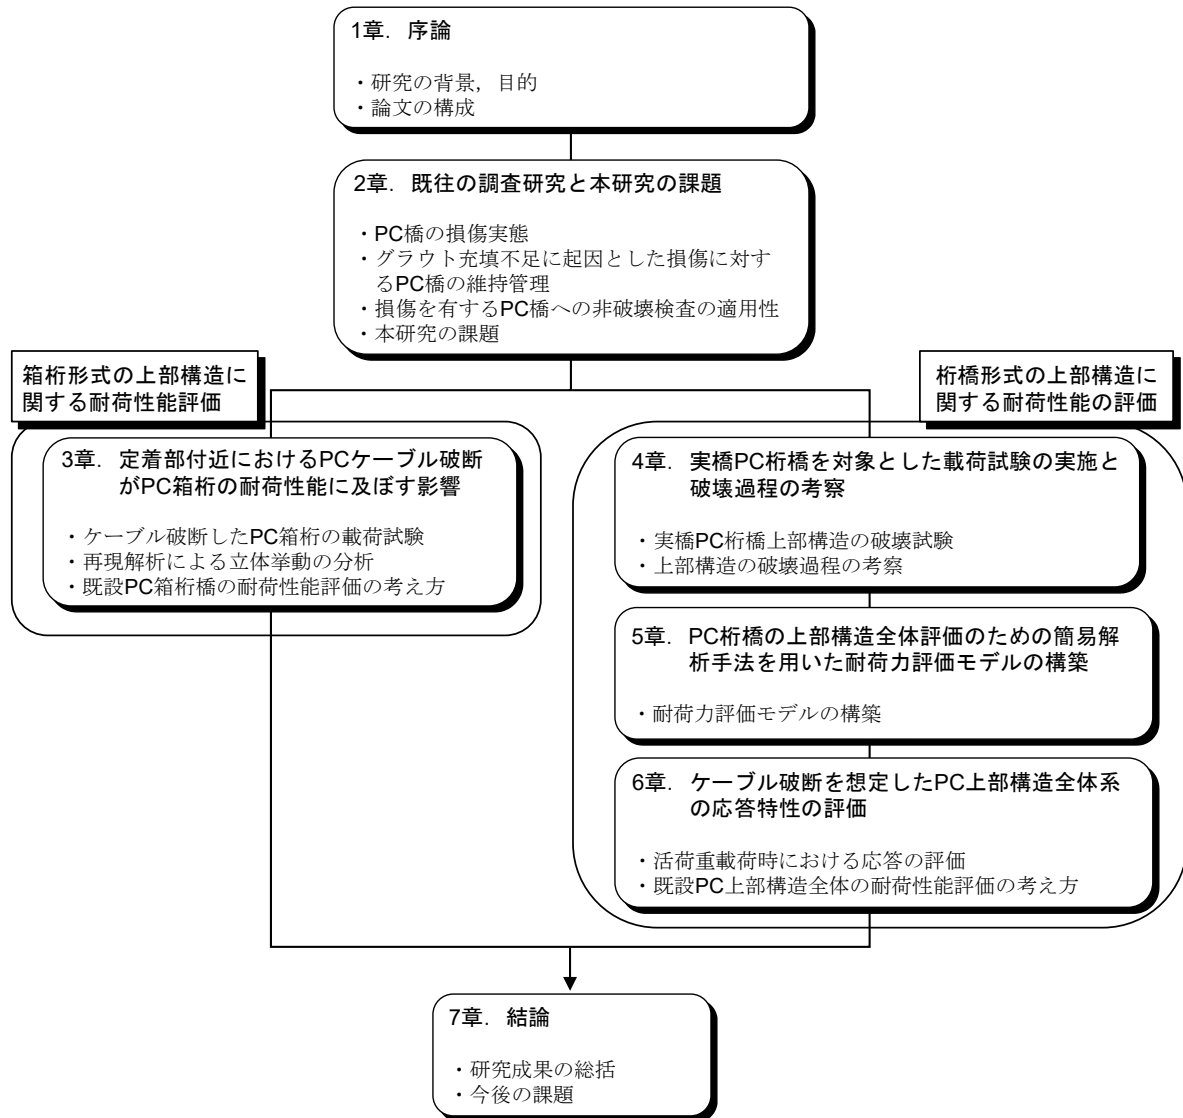 1章．序論
・研究の背景，目的
・論文の構成
2章．既往の調査研究と本研究の課題
・PC橋の損傷実態
・グラウト充填不足に起因とした損傷に対す
るPC橋の維持管理
・損傷を有するPC橋への非破壊検査の適用性
・本研究の課題
箱桁形式の上部構造に
関する耐荷性能評価
3章．定着部付近におけるPCケーブル破断
がPC箱桁の耐荷性能に及ぼす影響
・ケーブル破断したPC箱桁の載荷試験
・再現解析による立体挙動の分析
・既設PC箱桁橋の耐荷性能評価の考え方
桁橋形式の上部構造に
関する耐荷性能の評価
4章．実橋PC桁橋を対象とした載荷試験の実施と
破壊過程の考察
・実橋PC桁橋上部構造の破壊試験
・上部構造の破壊過程の考察
5章．PC桁橋の上部構造全体評価のための簡易解
析手法を用いた耐荷力評価モデルの構築
・耐荷力評価モデルの構築
6章．ケーブル破断を想定したPC上部構造全体系
の応答特性の評価
・活荷重載荷時における応答の評価
・既設PC上部構造全体の耐荷性能評価の考え方
7章．結論
・研究成果の総括
・今後の課題